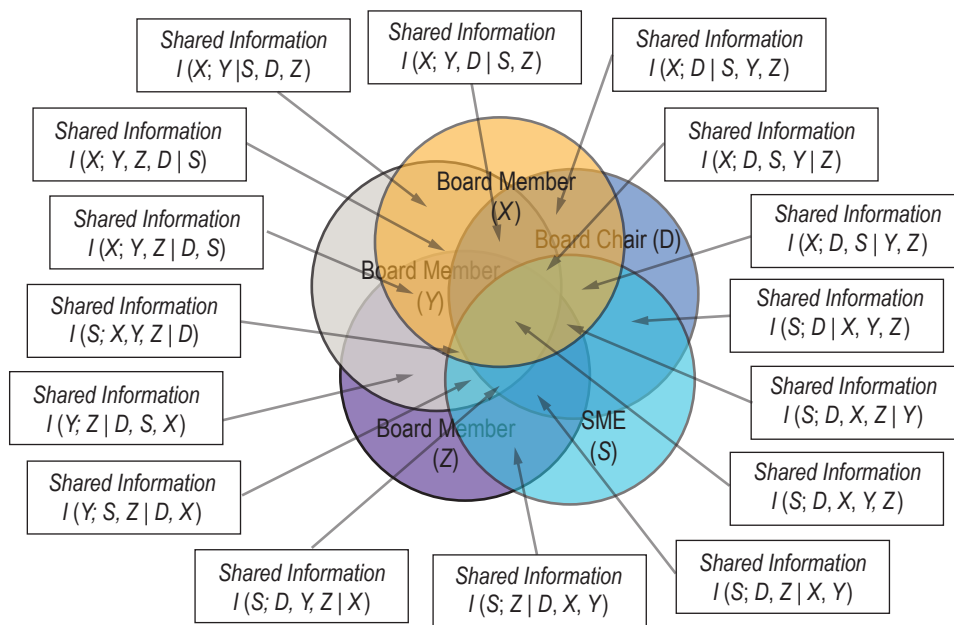 Shared Information
I (X; Y |S, D, Z)
Shared Information
I (X; Y, D | S, Z)
Shared Information
I (X; D | S, Y, Z)
Shared Information
I (X; Y, Z, D | S)
Shared Information
I (X; D, S, Y | Z)
Board Member
(X)
Shared Information
I (X; Y, Z | D, S)
Board Chair (D)
Shared Information
I (X; D, S | Y, Z)
Board Member
(Y)
Shared Information
I (S; X,Y, Z | D)
Shared Information
I (S; D | X, Y, Z)
Shared Information
I (Y; Z | D, S, X)
Shared Information
I (S; D, X, Z | Y)
Board Member
(Z)
SME
(S)
Shared Information
I (Y; S, Z | D, X)
Shared Information
I (S; D, X, Y, Z)
Shared Information
I (S; D, Y, Z | X)
Shared Information
I (S; Z | D, X, Y)
Shared Information
I (S; D, Z | X, Y)